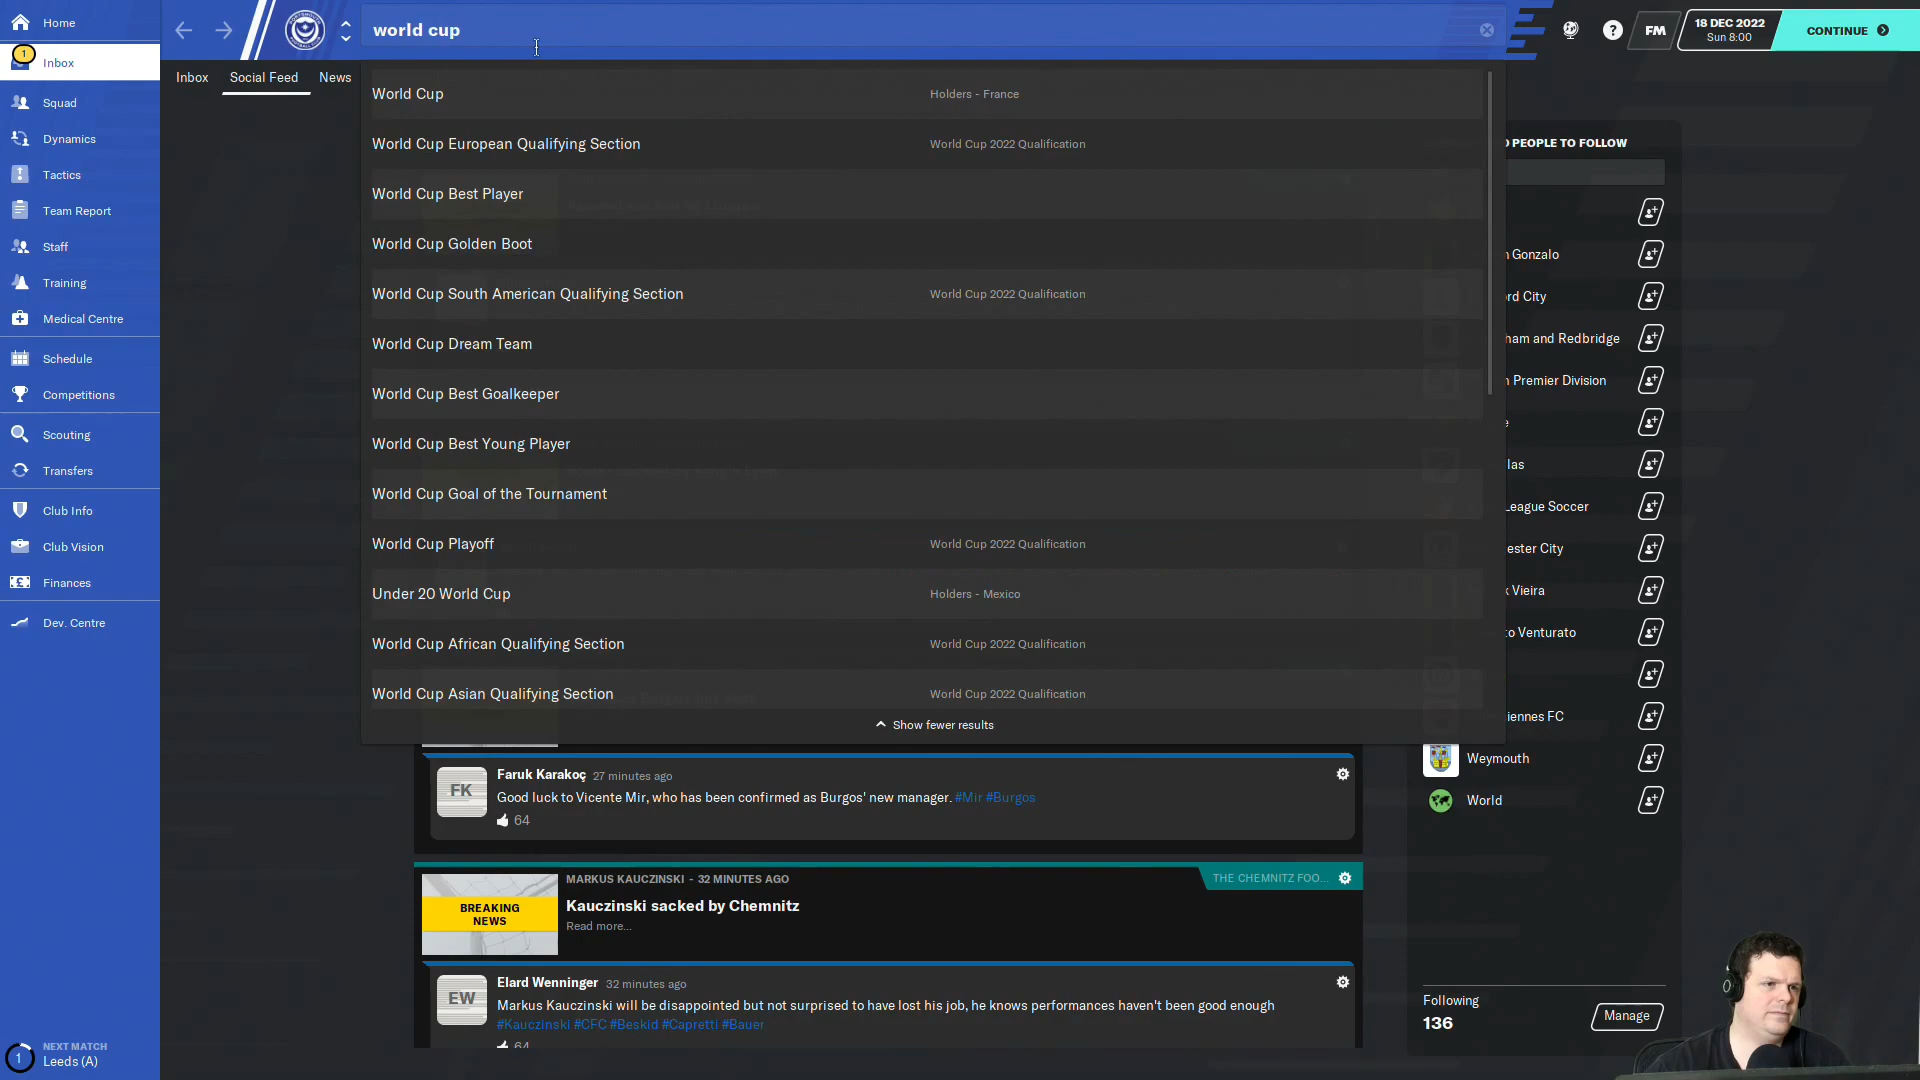 Home
world cup
FM
18 DEC 2022
Sun 8:00
CONTINUE
1
Inbox
Inbox
Social Feed
News
Squad
Dynamics
Tactics
Team Report
Staff
Training
Medical Centre
Schedule
Competitions
Scouting
Transfers
Club Info
Club Vision
Finances
Dev. Centre
1
NEXT MATCH
Leeds (A)
World Cup
Holders - France
World Cup European Qualifying Section
World Cup 2022 Qualification
World Cup Best Player
World Cup Golden Boot
World Cup South American Qualifying Section
World Cup 2022 Qualification
World Cup Dream Team
World Cup Best Goalkeeper
World Cup Best Young Player
World Cup Goal of the Tournament
World Cup Playoff
World Cup 2022 Qualification
Under 20 World Cup
Holders - Mexico
World Cup African Qualifying Section
World Cup 2022 Qualification
World Cup Asian Qualifying Section
World Cup 2022 Qualification
Show fewer results
FK
Faruk Karakoç 27 minutes ago
Good luck to Vicente Mir, who has been confirmed as Burgos' new manager. #Mir #Burgos
64
MARKUS KAUCZINSKI - 32 MINUTES AGO
THE CHEMNITZ FOO...
BREAKING
NEWS
Kauczinski sacked by Chemnitz
Read more...
EW
Elard Wenninger 32 minutes ago
Markus Kauczinski will be disappointed but not surprised to have lost his job, he knows performances haven't been good enough
#Kauczinski #CFC #Beskid #Capretti #Bauer
64
PEOPLE TO FOLLOW
Gonzalo
City
and Redbridge
Premier Division
League Soccer
City
Vieira
Venturato
FC
Weymouth
World
Following
136
Manage